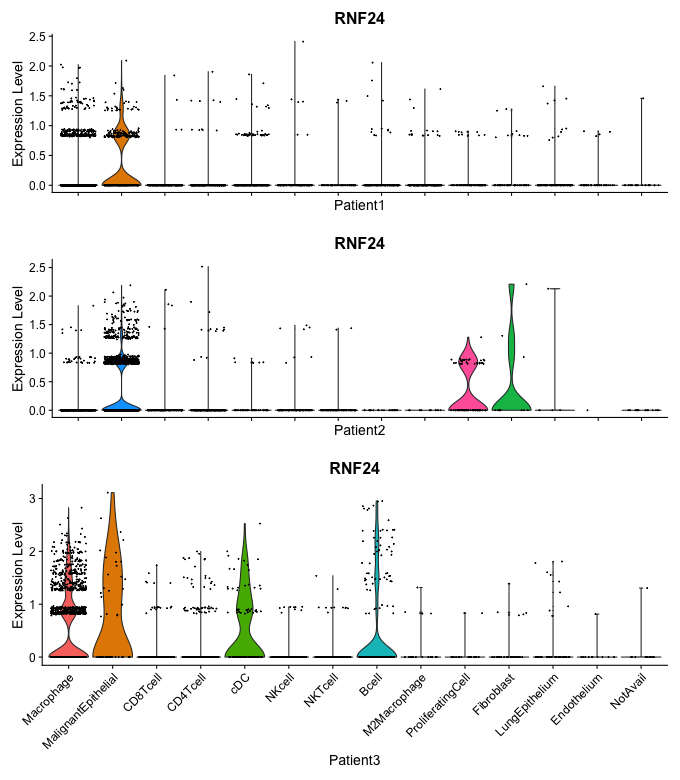 RNF24
Expression Level
2.5
2.0
1.5
1.0
0.5
0.0
Patient1
RNF24
Expression Level
2.5
2.0
1.5
1.0
0.5
0.0
Patient2
RNF24
Expression Level
3
2
1
0
Macrophage
MalignantEpithelial
CD8Tcell
CD4Tcell
cDC
NKcell
NKTcell
Bcell
M2Macrophage
ProliferatingCell
Fibroblast
LungEpithelium
Endothelium
NotAvail
Patient3